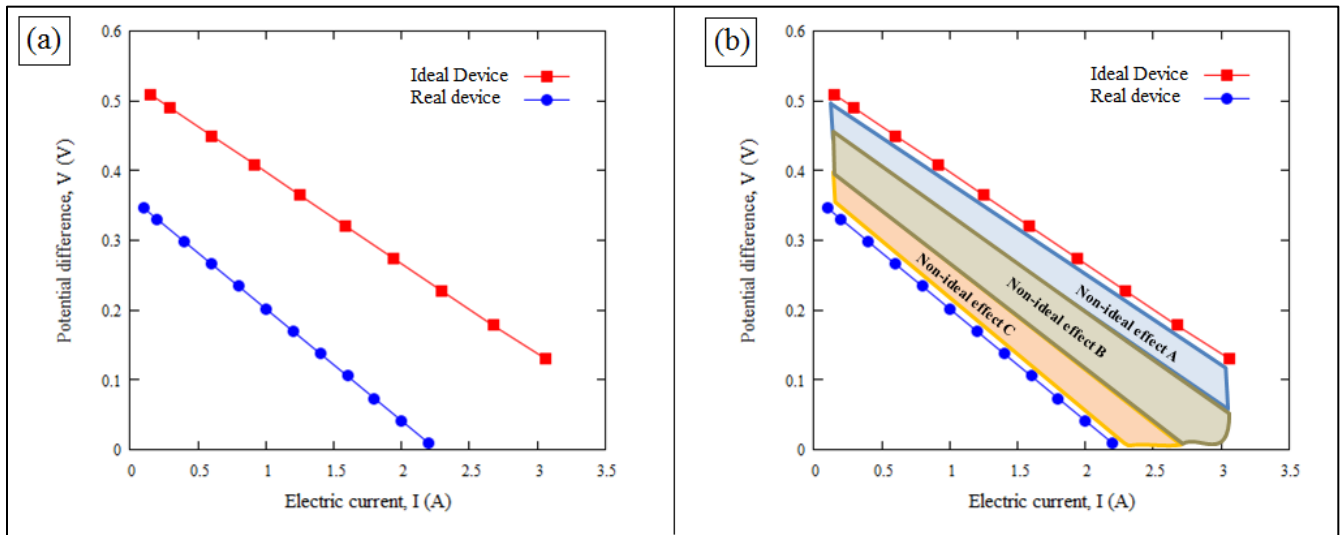 (a)
0.6
0.5
0.4
0.3
0.2
0.1
0
Potential difference, V (V)
Ideal Device
Real device
0 0.5 1 1.5 2 2.5 3 3.5
Electric current, I (A)
(b)
0.6
0.5
0.4
0.3
0.2
0.1
0
Potential difference, V (V)
Ideal Device
Real device
Non-ideal effect A
Non-ideal effect B
Non-ideal effect C
0 0.5 1 1.5 2 2.5 3 3.5
Electric current, I (A)